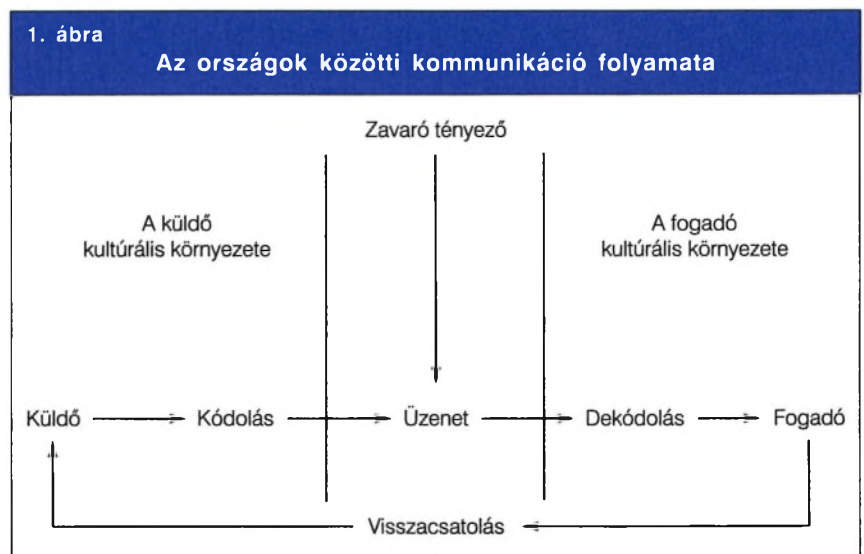 1. ábra
Az országok közötti kommunikáció folyamata
Zavaró tényező
A küldő
kultúrális környezete
A fogadó
kultúrális környezete
Küldő Kódolás Üzenet Dekódolás Fogadó
Visszacsatolás